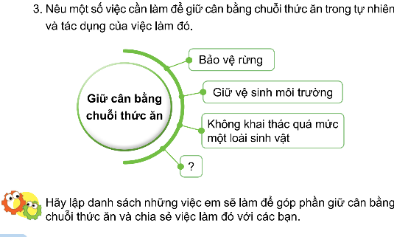 3. Nêu một số việc cần làm để giữ cân bằng chuỗi thức ăn trong tự nhiên
và tác dụng của việc làm đó.
Bảo vệ rừng
Giữ cân bằng
chuỗi thức ăn
Giữ vệ sinh môi trường
Không khai thác quá mức
một loài sinh vật
?
Hãy lập danh sách những việc em sẽ làm để góp phần giữ cân bằng
chuỗi thức ăn và chia sẻ việc làm đó với các bạn.